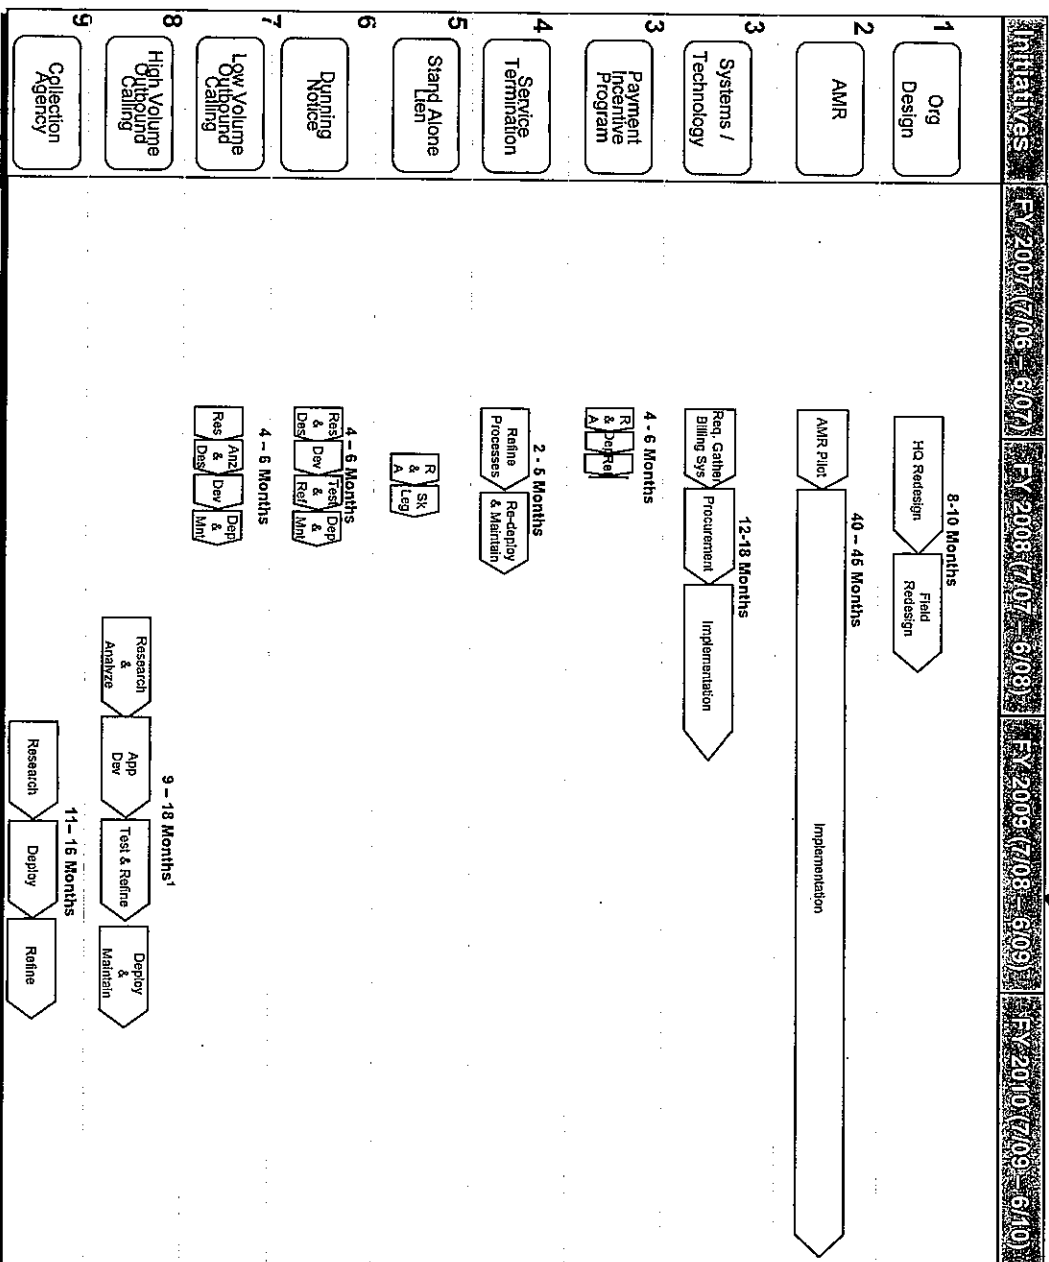 Initiatives
FY 2007 (7/06 – 6/07)
FY 2008 (7/07 – 6/08)
FY 2009 (7/08 – 6/09)
FY 2010 (7/09 – 6/10)
1
Org
Design
8-10 Months
HQ Redesign
Field
Redesign
2
AMR
40 – 45 Months
AMR Pilot
Implementation
3
Systems /
Technology
12-18 Months
Req. Gather
Billing Sys
Procurement
Implementation
3
Payment
Incentive
Program
4 - 6 Months
R
&
A
Dep
Ref
4
Service
Termination
2 - 5 Months
Refine
Processes
Re-deploy
& Maintain
5
Stand Alone
Lien
R
&
A
Sk
Leg
6
Dunning
Notice
4 – 6 Months
Res
&
Des
Dev
Test
&
Ref
Dep
&
Mnt
7
Low Volume
Outbound
Calling
4 – 6 Months
Res
Anz
&
Des
Dev
Dep
&
Mnt
8
High Volume
Outbound
Calling
9 – 18 Months¹
Research
&
Analyze
App
Dev
Test & Refine
Deploy
&
Maintain
9
Collection
Agency
11– 16 Months
Research
Deploy
Refine